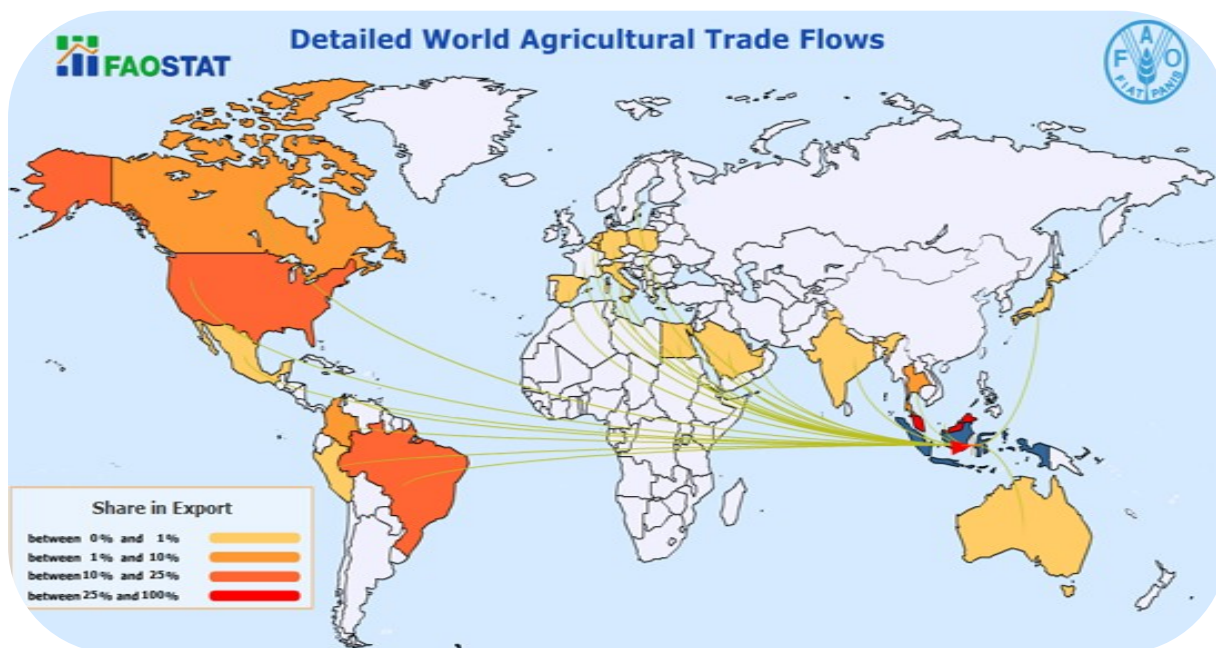 FAOSTAT
Detailed World Agricultural Trade Flows
F A O
FIAT PANIS
Share in Export
between 0% and 1%
between 1% and 10%
between 10% and 25%
between 25% and 100%